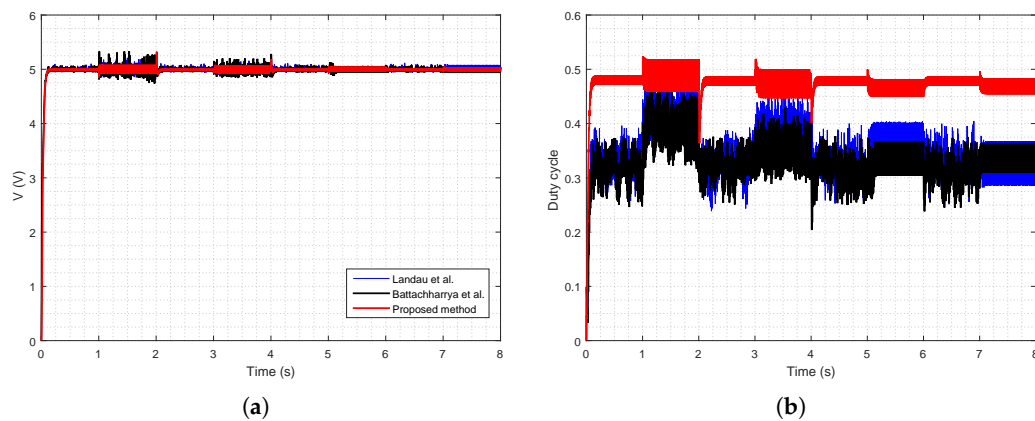 6
5
4
3
2
1
0
V (V)
0 1 2 3 4 5 6 7 8
Time (s)
Landau et al.
Battachharrya et al.
Proposed method
(a)
0.6
0.5
0.4
0.3
0.2
0.1
0
Duty cycle
0 1 2 3 4 5 6 7 8
Time (s)
(b)